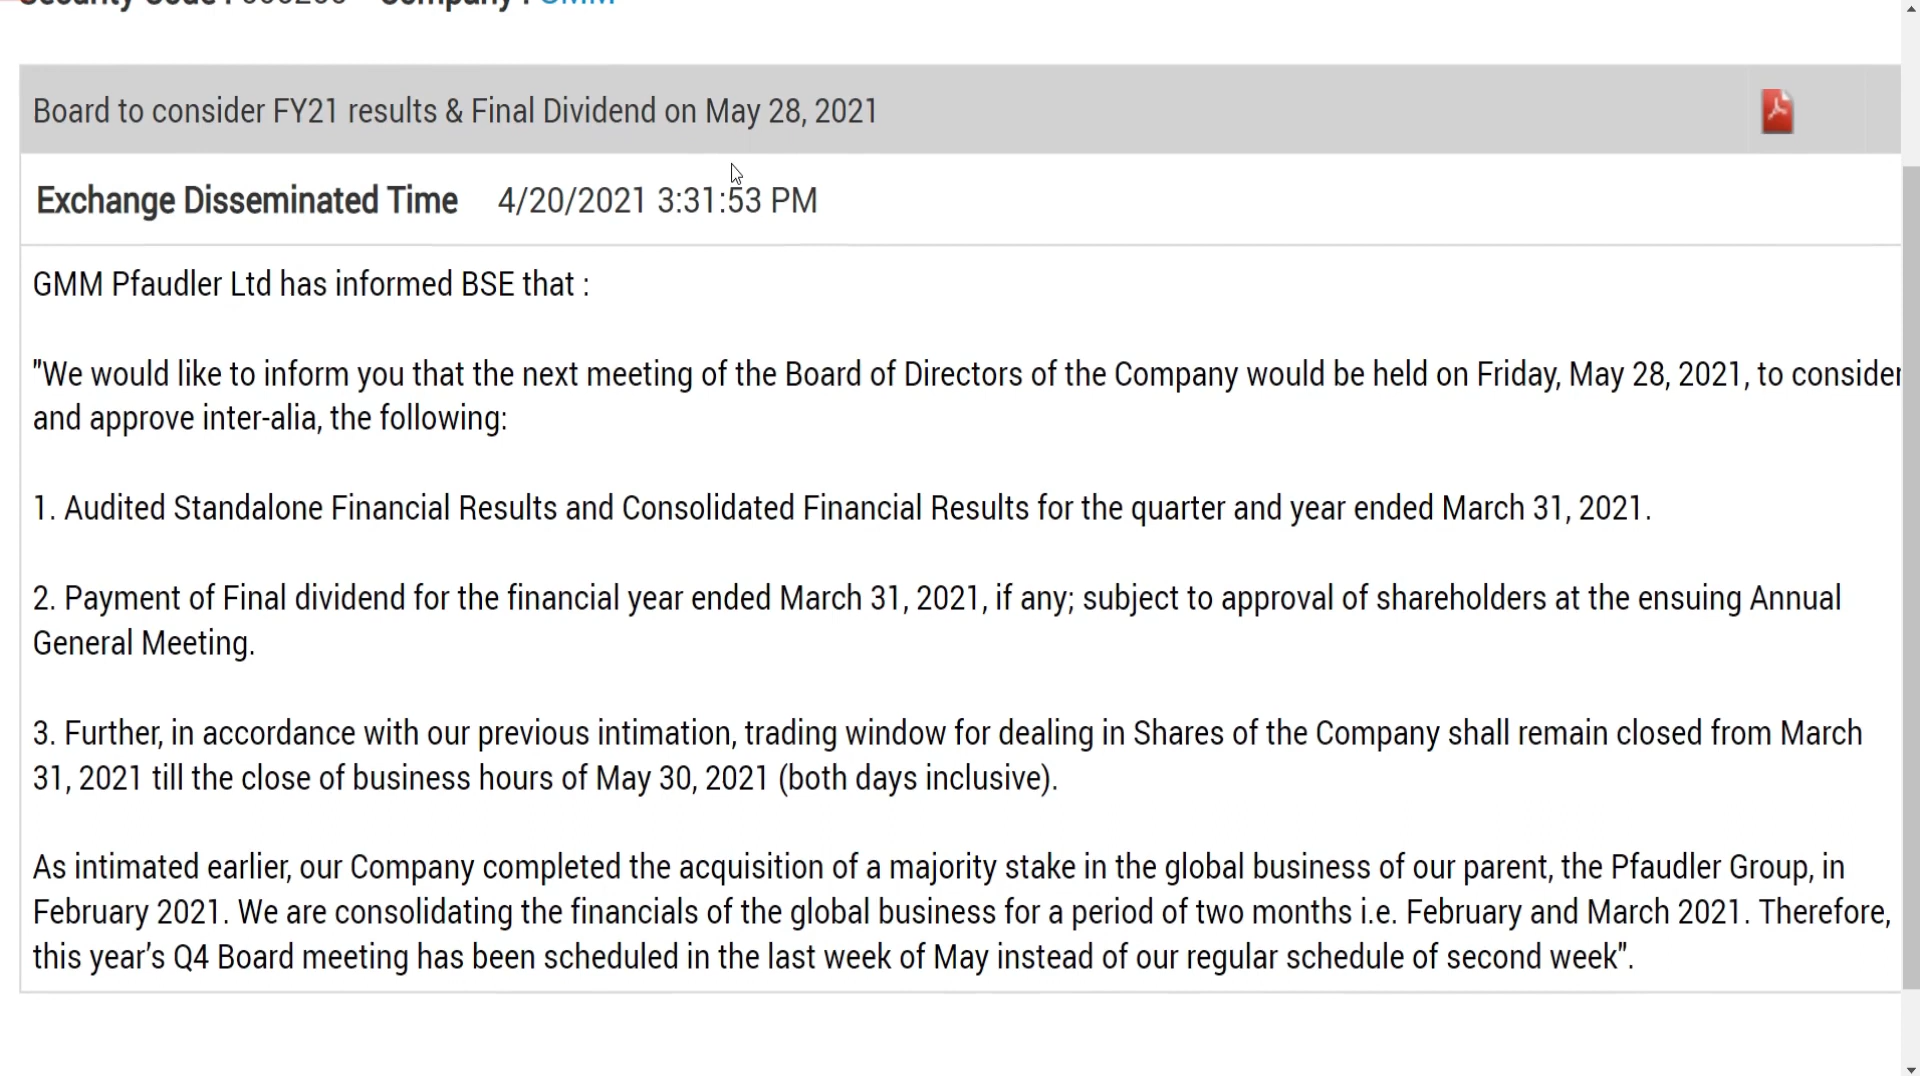 Board to consider FY21 results & Final Dividend on May 28, 2021
Exchange Disseminated Time 4/20/2021 3:31:53 PM
GMM Pfaudler Ltd has informed BSE that :
"We would like to inform you that the next meeting of the Board of Directors of the Company would be held on Friday, May 28, 2021, to consider
and approve inter-alia, the following:
1. Audited Standalone Financial Results and Consolidated Financial Results for the quarter and year ended March 31, 2021.
2. Payment of Final dividend for the financial year ended March 31, 2021, if any; subject to approval of shareholders at the ensuing Annual
General Meeting.
3. Further, in accordance with our previous intimation, trading window for dealing in Shares of the Company shall remain closed from March
31, 2021 till the close of business hours of May 30, 2021 (both days inclusive).
As intimated earlier, our Company completed the acquisition of a majority stake in the global business of our parent, the Pfaudler Group, in
February 2021. We are consolidating the financials of the global business for a period of two months i.e. February and March 2021. Therefore,
this year's Q4 Board meeting has been scheduled in the last week of May instead of our regular schedule of second week".